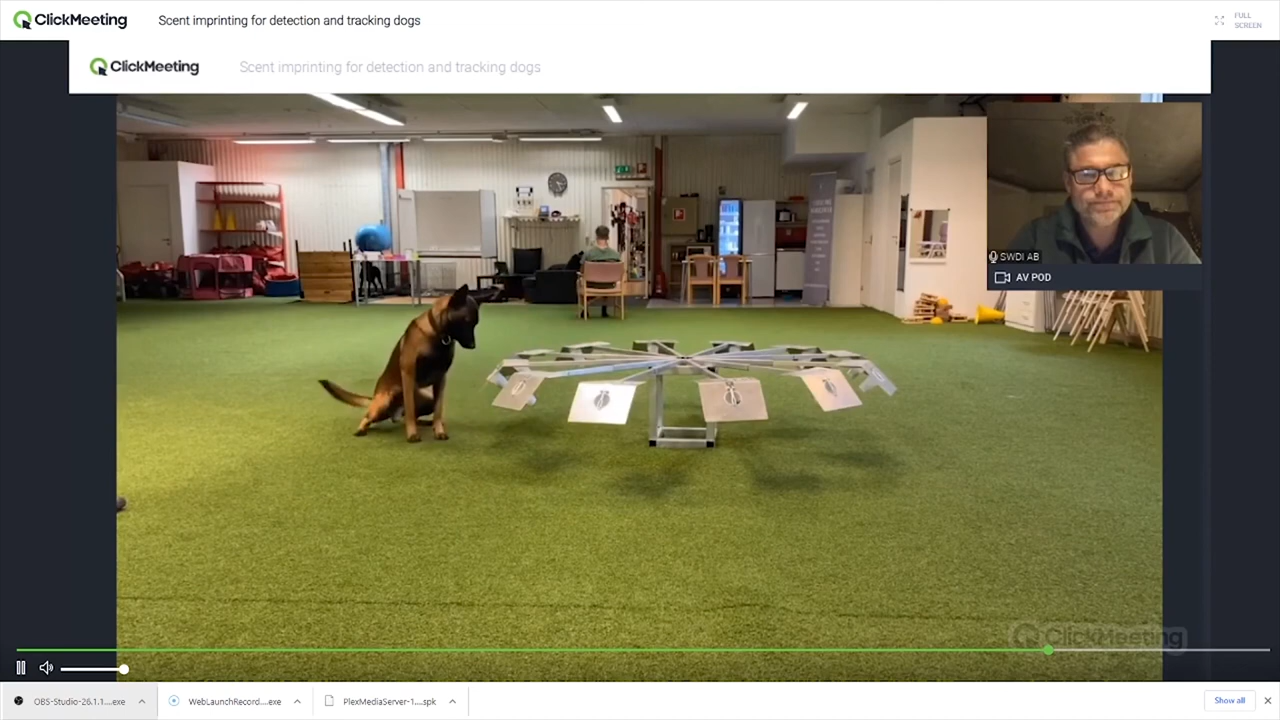 ClickMeeting
Scent imprinting for detection and tracking dogs
FULL
SCREEN
ClickMeeting
Scent imprinting for detection and tracking dogs
SWDI AB
AV POD
ClickMeeting
OBS-Studio-26.1.1....exe
WebLaunchRecord....exe
PlexMediaServer-1....spk
Show all